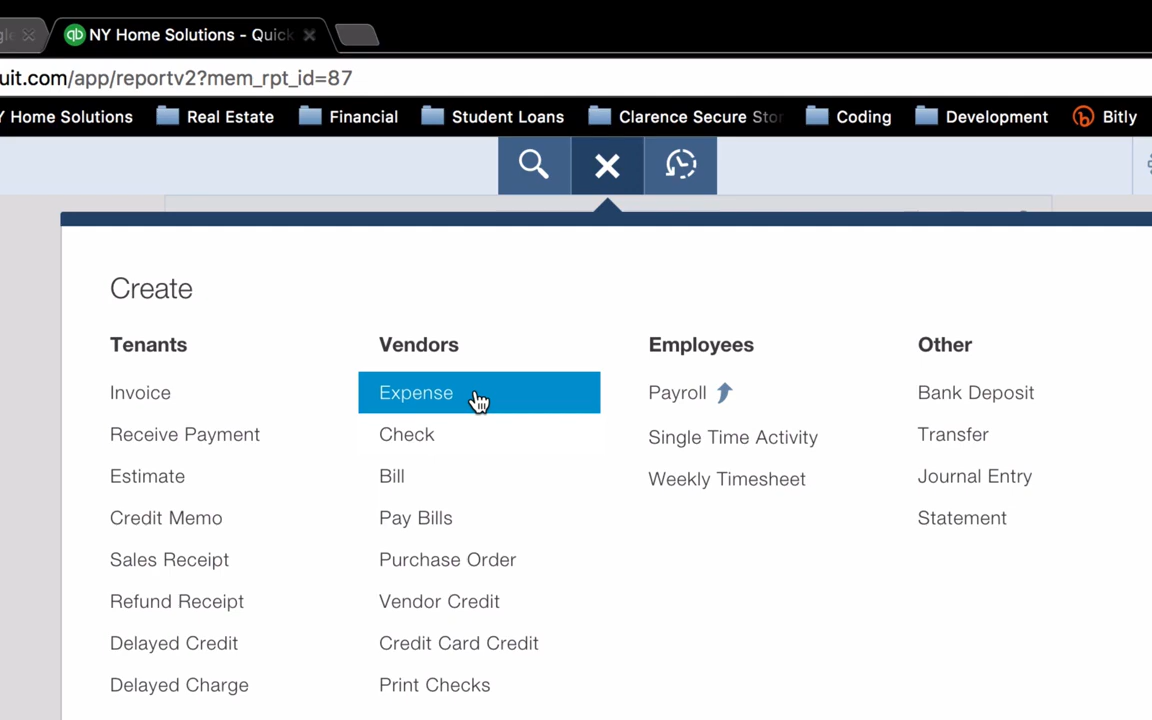 NY Home Solutions - Quick
uit.com/app/reportv2?mem_rpt_id=87
Y Home Solutions
Real Estate
Financial
Student Loans
Clarence Secure Stor
Coding
Development
Bitly
Create
Tenants
Invoice
Receive Payment
Estimate
Credit Memo
Sales Receipt
Refund Receipt
Delayed Credit
Delayed Charge
Vendors
Expense
Check
Bill
Pay Bills
Purchase Order
Vendor Credit
Credit Card Credit
Print Checks
Employees
Payroll
Single Time Activity
Weekly Timesheet
Other
Bank Deposit
Transfer
Journal Entry
Statement